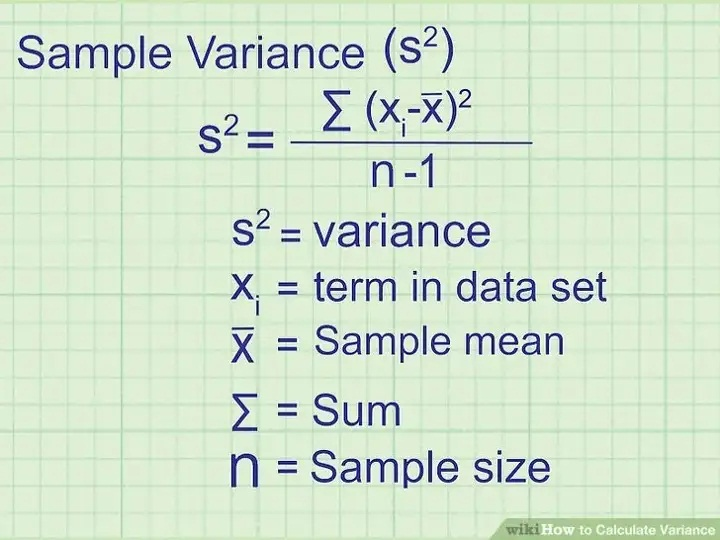 Sample Variance (s²)
s² = ∑ (xᵢ-x̅)²
n -1
s² = variance
xᵢ = term in data set
x̅ = Sample mean
∑ = Sum
n = Sample size
wikiHow to Calculate Variance